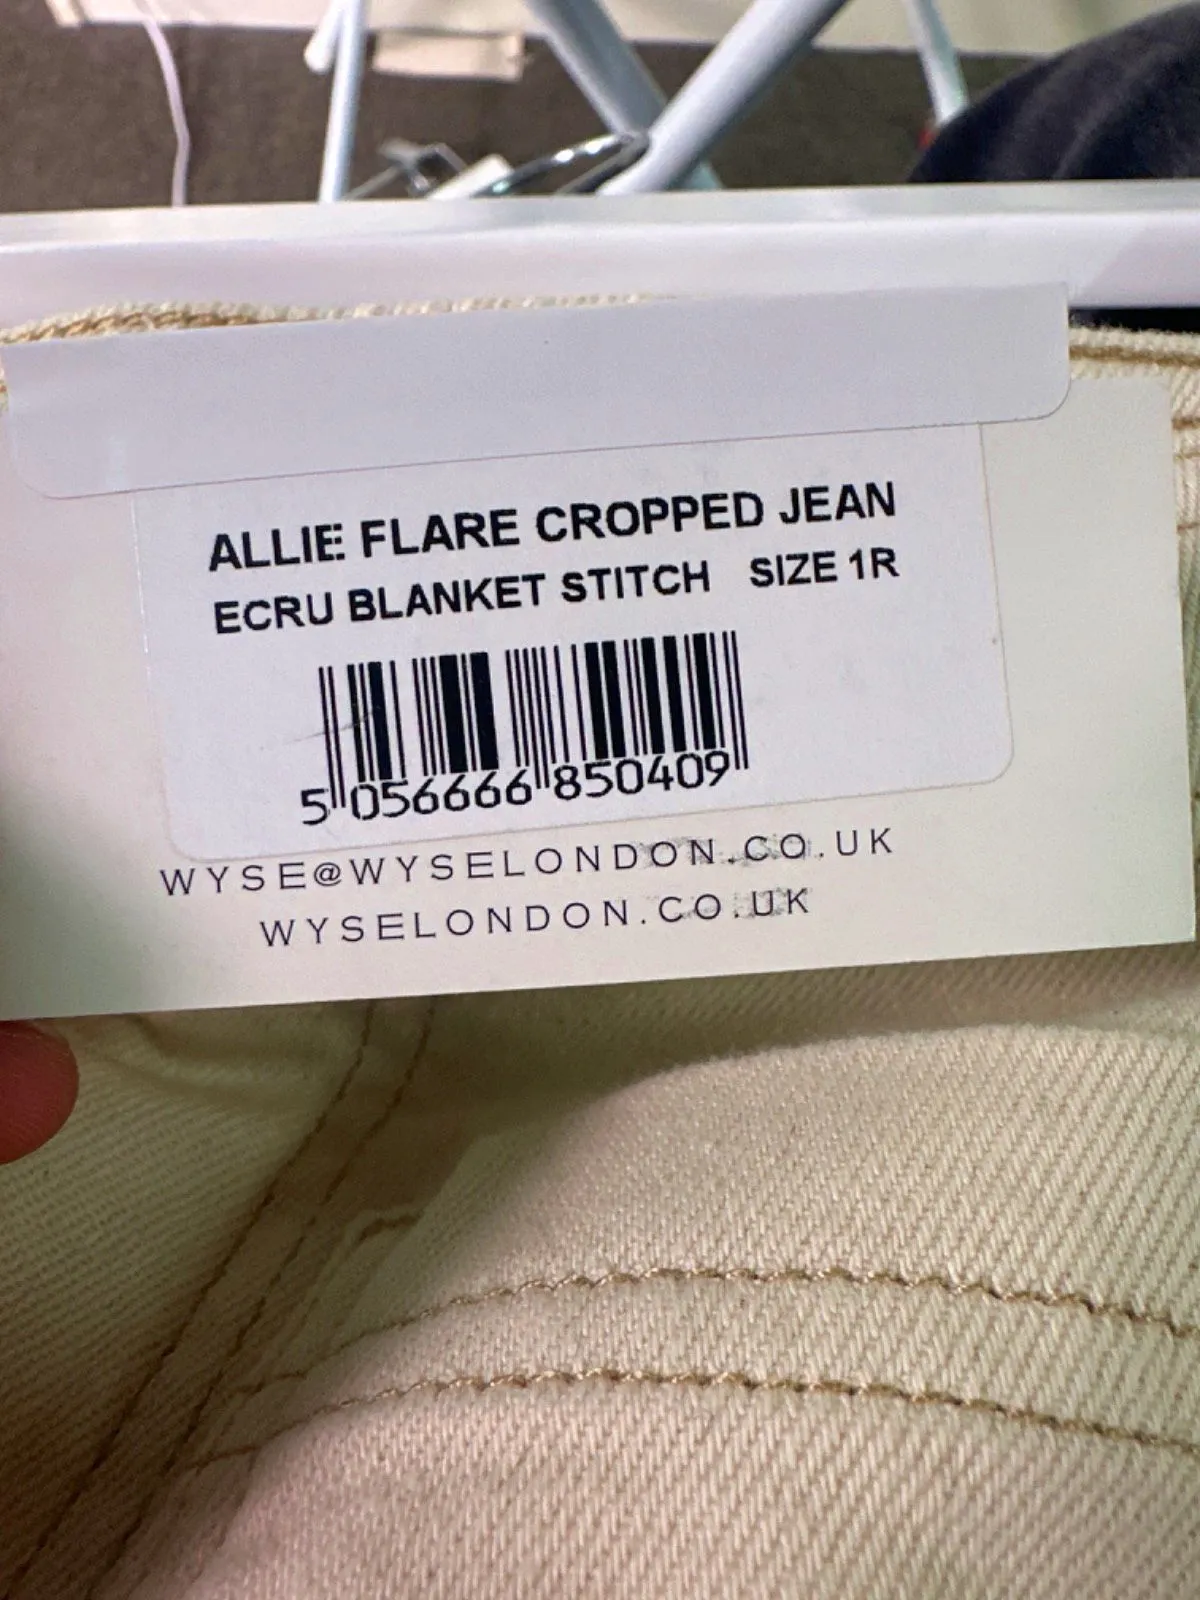 ALLIE FLARE CROPPED JEAN
ECRU BLANKET STITCH SIZE 1R
5 056666 850409
WYSE@WYSELONDON.CO.UK
WYSELONDON.CO.UK